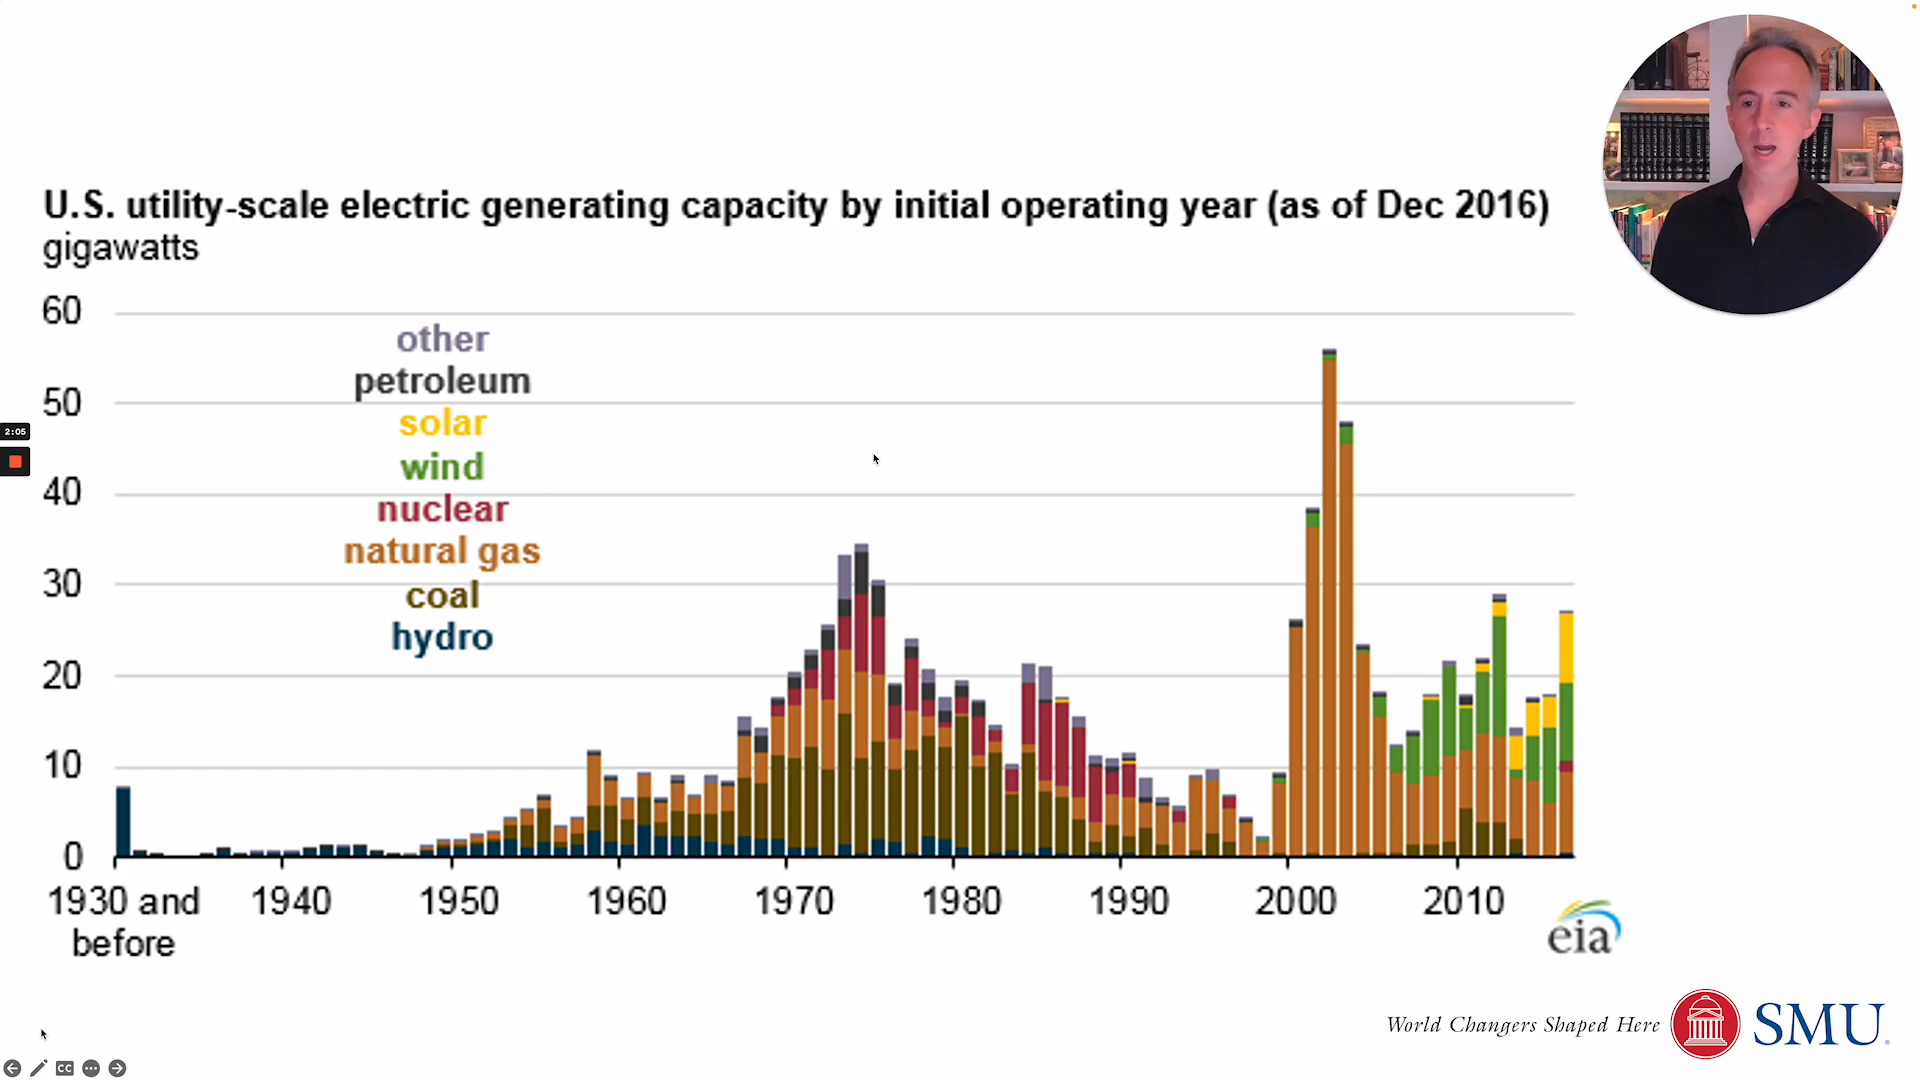 U.S. utility-scale electric generating capacity by initial operating year (as of Dec 2016)
gigawatts
60
50
40
30
20
10
0
other
petroleum
solar
wind
nuclear
natural gas
coal
hydro
1930 and before
1940
1950
1960
1970
1980
1990
2000
2010
eia
2:05
World Changers Shaped Here
SMU
CC